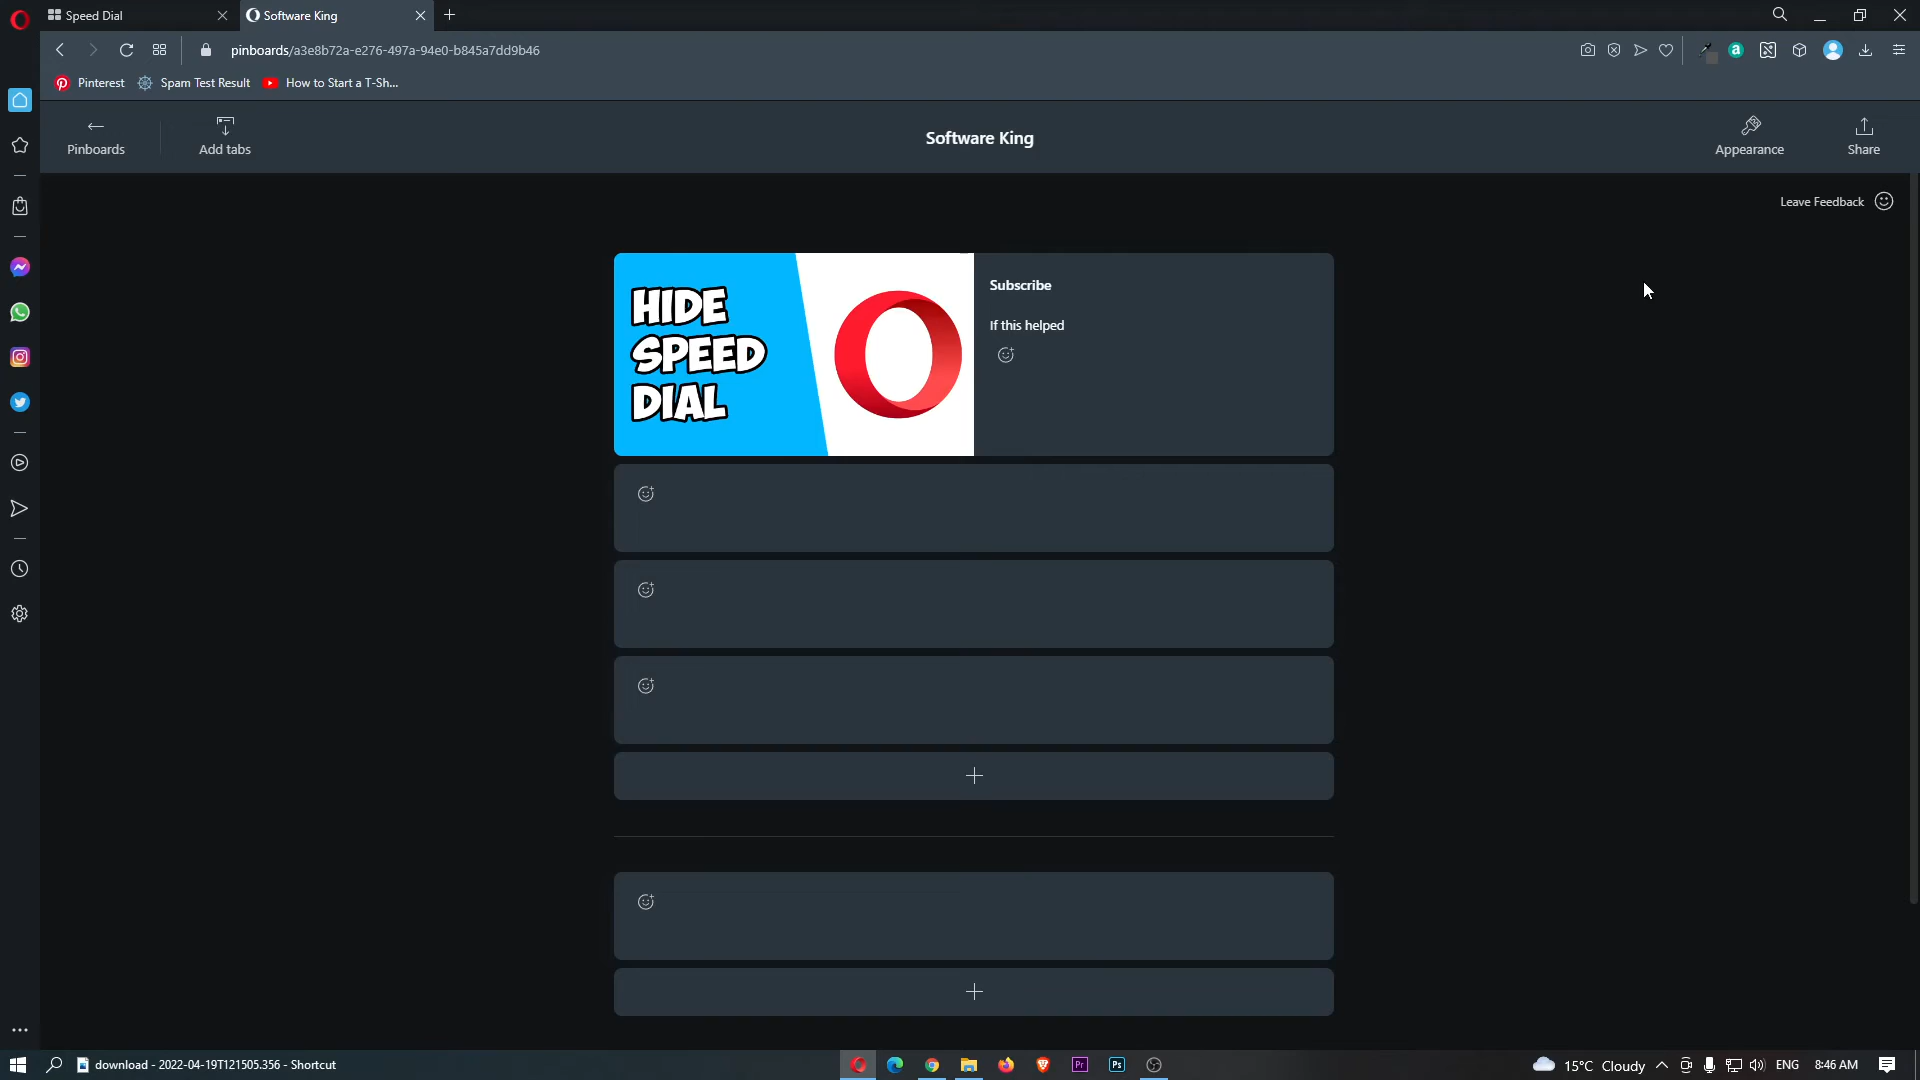 Speed Dial
Software King
pinboards/a3e8b72a-e276-497a-94e0-b845a7dd9b46
Pinterest
Spam Test Result
How to Start a T-Sh...
Pinboards
Add tabs
Software King
Appearance
Share
Leave Feedback
HIDE
SPEED
DIAL
Subscribe
If this helped
download - 2022-04-19T121505.356 - Shortcut
Pr
Ps
15°C Cloudy
ENG
8:46 AM